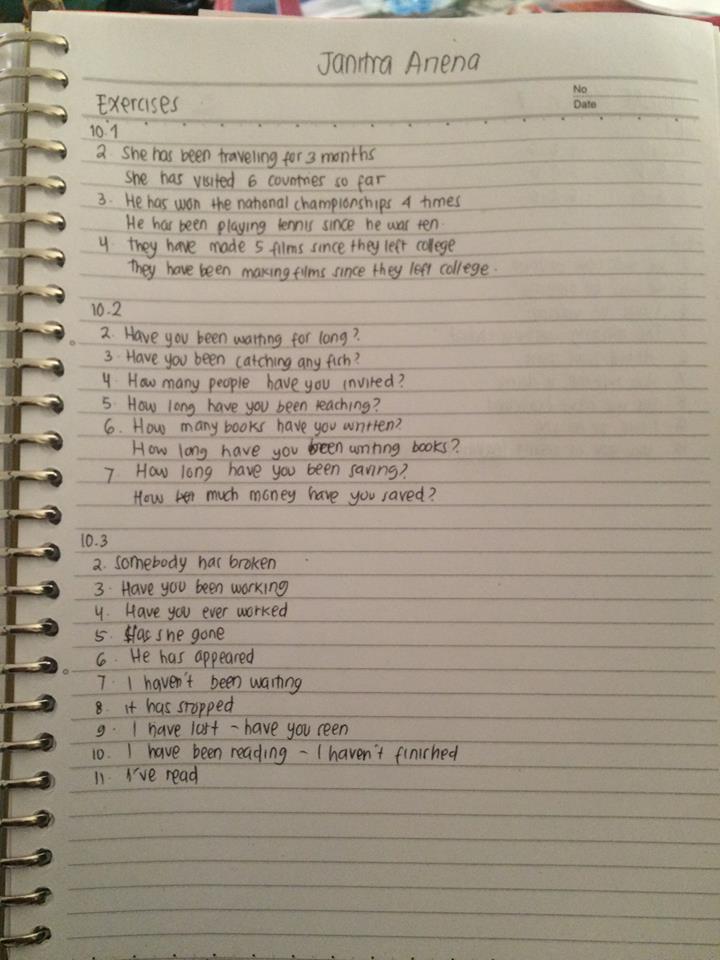 Janitra Ariena
No
Date
Exercises
10.1
2. She has been traveling for 3 months
She has visited 6 countries so far
3. He has won the national championships 4 times
He has been playing tennis since he was ten.
4. they have made 5 films since they left college
They have been making films since they left college.
10.2
2. Have you been waiting for long?
3. Have you been catching any fish?
4. How many people have you invited?
5. How long have you been teaching?
6. How many books have you written?
How long have you been writing books?
7. How long have you been saving?
How much money have you saved?
10.3
2. somebody has broken
3. Have you been working
4. Have you ever worked
5. Has she gone
6. He has appeared
7. I haven't been waiting
8. it has stopped
9. I have lost - have you seen
10. I have been reading - I haven't finished
11. I've read